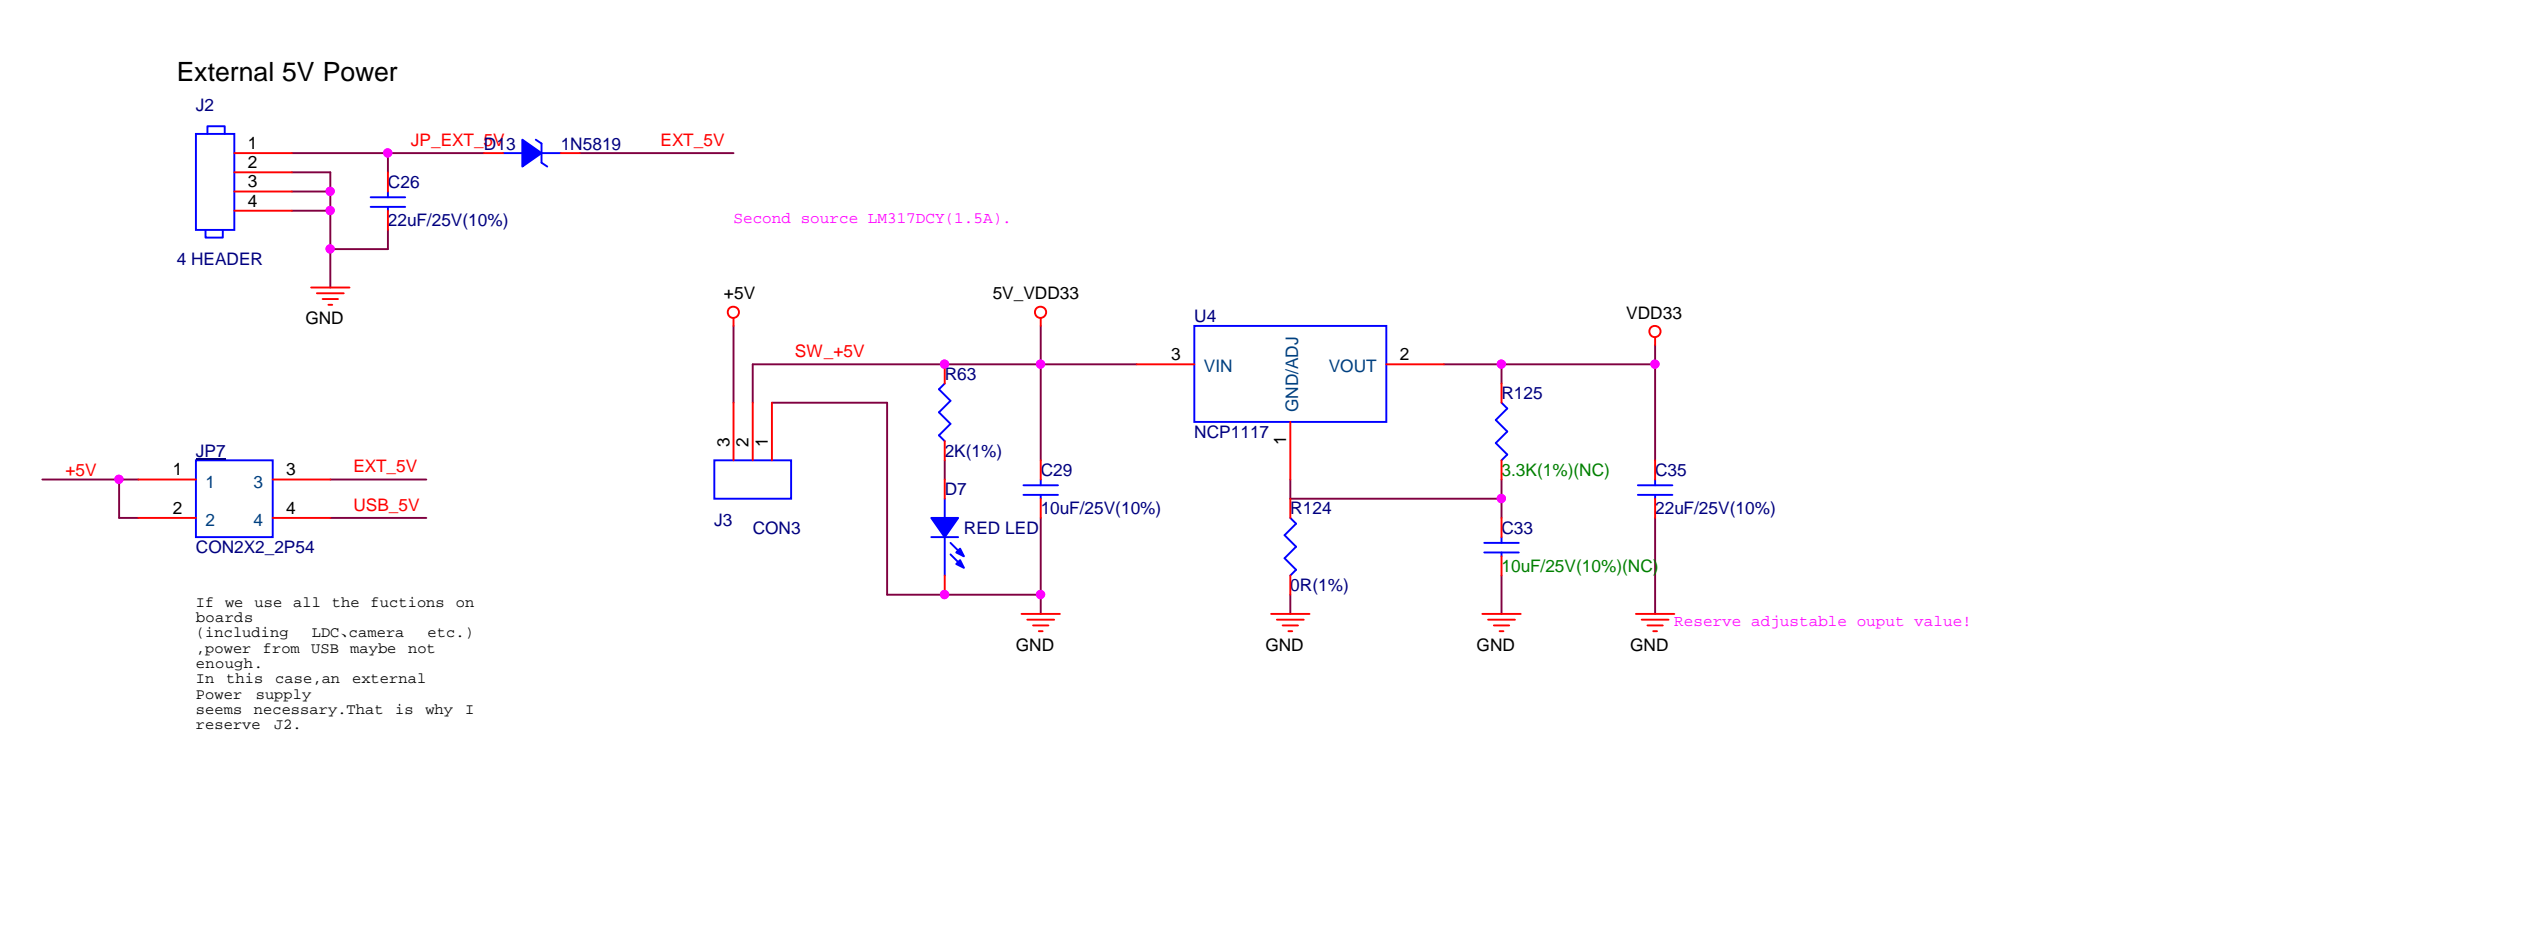 External 5V Power
J2
1
2
3
4
JP_EXT_5V
D13
1N5819
EXT_5V
C26
22uF/25V(10%)
4 HEADER
GND
Second source LM317DCY(1.5A).
+5V
5V_VDD33
VDD33
SW_+5V
U4
3
VIN
GND/ADJ
VOUT
2
NCP1117
1
R63
2K(1%)
R125
3.3K(1%)(NC)
3
2
1
J3
CON3
D7
RED LED
C29
10uF/25V(10%)
R124
0R(1%)
C33
10uF/25V(10%)(NC)
C35
22uF/25V(10%)
GND
GND
GND
GND
Reserve adjustable ouput value!
JP7
+5V
1
1
3
3
EXT_5V
2
2
4
4
USB_5V
CON2X2_2P54
If we use all the fuctions on
boards
(including LDC、camera etc.)
,power from USB maybe not
enough.
In this case,an external
Power supply
seems necessary.That is why I
reserve J2.